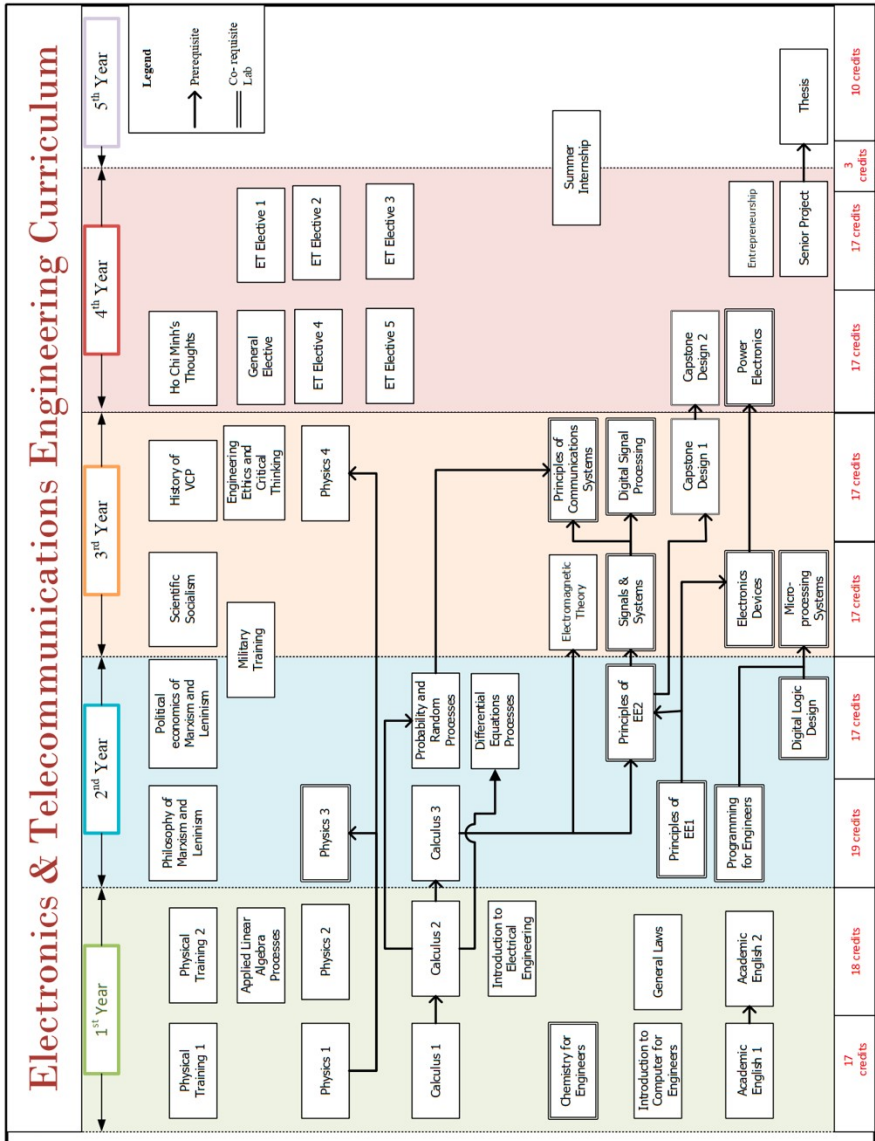 Electronics & Telecommunications Engineering Curriculum
1st Year
2nd Year
3rd Year
4th Year
5th Year
Legend
Prerequisite
Co- requisite
Lab
Physical
Training 1
Physical
Training 2
Philosophy of
Marxism and
Leninism
Political
economics of
Marxism and
Leninism
Scientific
Socialism
History of
VCP
Ho Chi Minh's
Thoughts
Applied Linear
Algebra
Processes
Military
Training
Engineering
Ethics and
Critical
Thinking
General
Elective
ET Elective 1
Physics 1
Physics 2
Physics 3
Physics 4
ET Elective 4
ET Elective 2
ET Elective 5
ET Elective 3
Calculus 1
Calculus 2
Calculus 3
Probability and
Random
Processes
Differential
Equations
Processes
Introduction to
Electrical
Engineering
Chemistry for
Engineers
Electromagnetic
Theory
Principles of
Communications
Systems
Summer
Internship
Introduction to
Computer for
Engineers
General Laws
Principles of
EE2
Signals &
Systems
Digital Signal
Processing
Principles of
EE1
Capstone
Design 1
Capstone
Design 2
Academic
English 1
Academic
English 2
Programming
for Engineers
Electronics
Devices
Power
Electronics
Entrepreneurship
Digital Logic
Design
Micro-
processing
Systems
Senior Project
Thesis
17
credits
18 credits
19 credits
17 credits
17 credits
17 credits
17 credits
17 credits
3
credits
10 credits